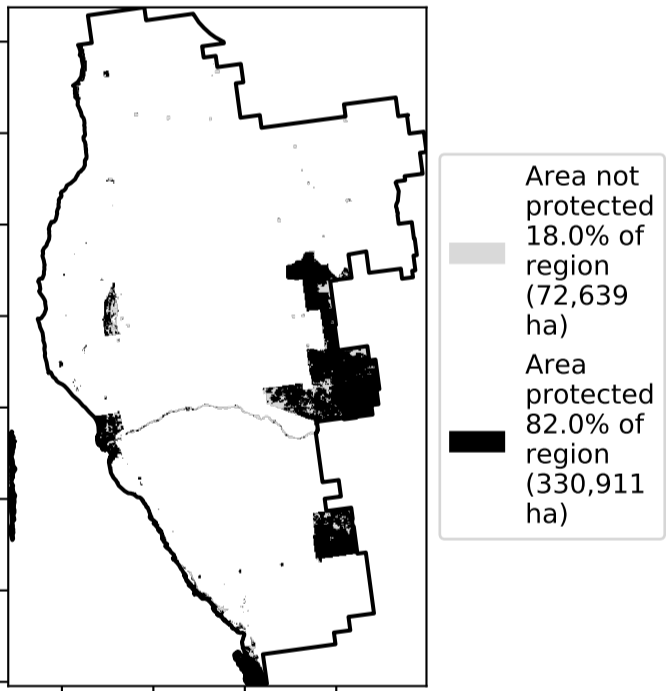 Area not
protected
18.0% of
region
(72,639
ha)
Area
protected
82.0% of
region
(330,911
ha)